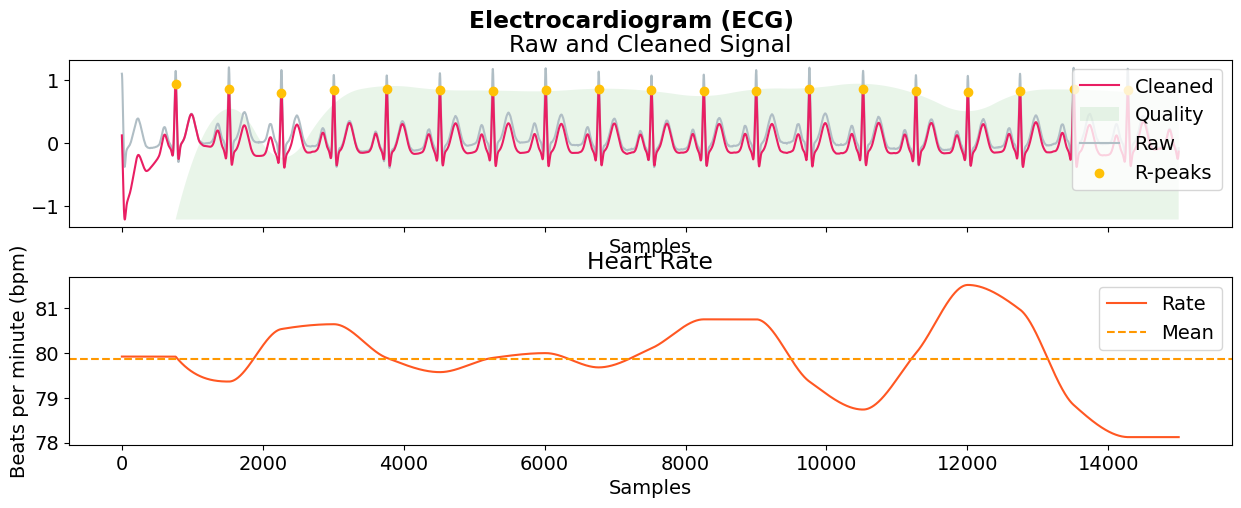 Electrocardiogram (ECG)
Raw and Cleaned Signal
1
0
−1
Cleaned
Quality
Raw
R-peaks
Samples
Heart Rate
Beats per minute (bpm)
81
80
79
78
Rate
Mean
0 2000 4000 6000 8000 10000 12000 14000
Samples